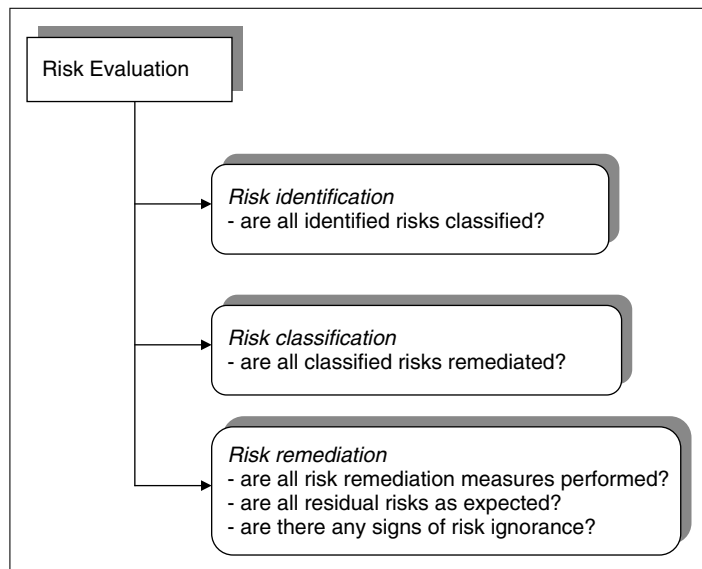 Risk Evaluation
Risk identification
- are all identified risks classified?
Risk classification
- are all classified risks remediated?
Risk remediation
- are all risk remediation measures performed?
- are all residual risks as expected?
- are there any signs of risk ignorance?